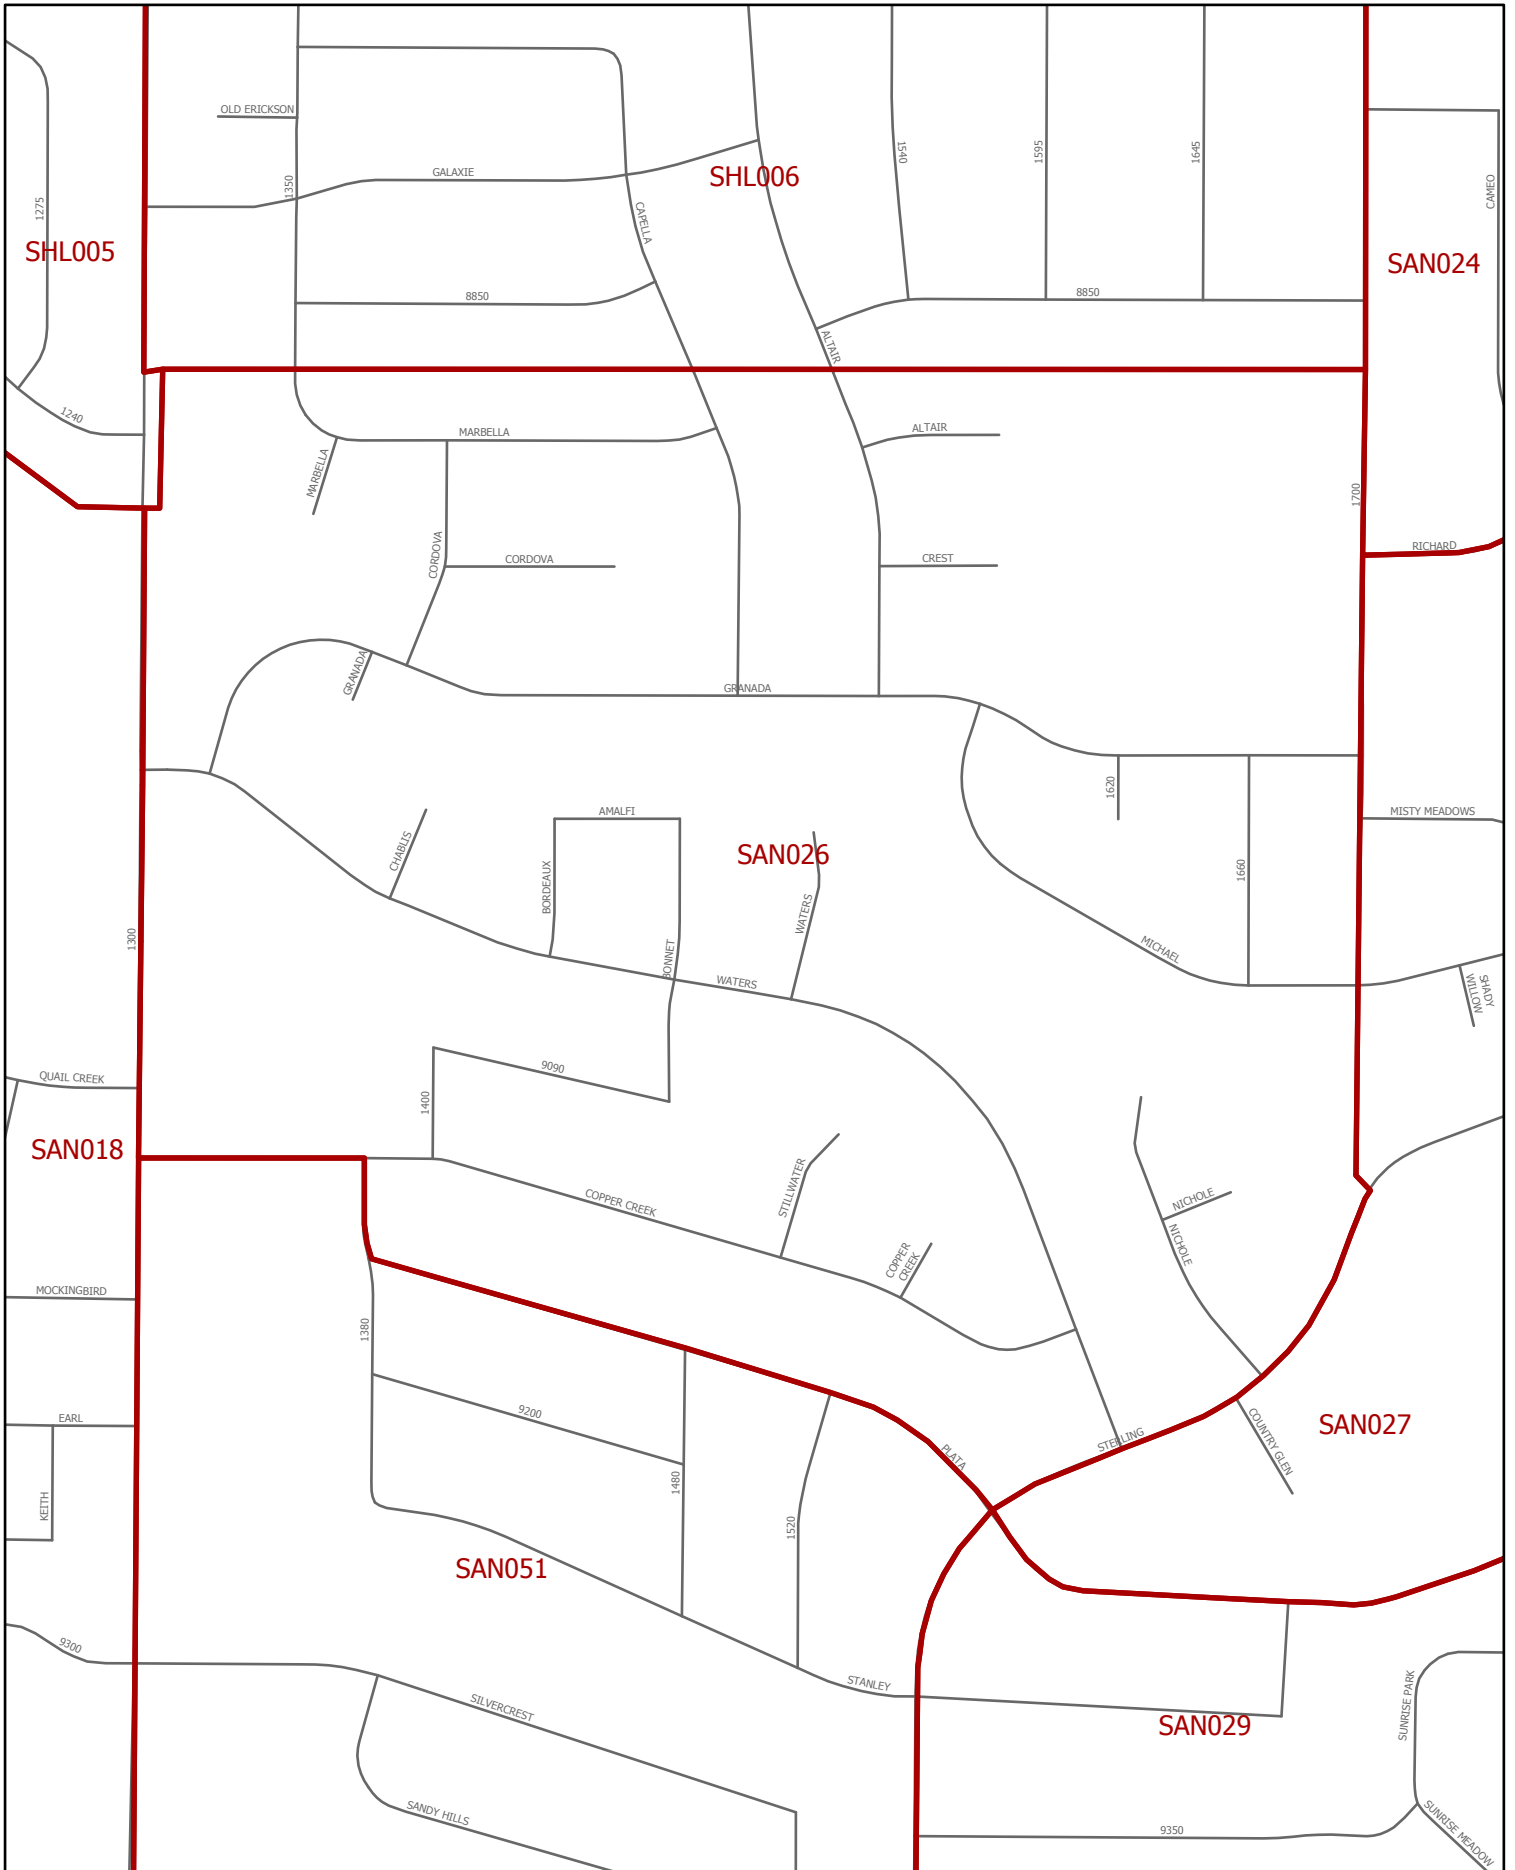 OLD ERICKSON
1350
GALAXIE
SHL006
1540
1595
1645
CAMEO
1275
SHL005
CAPELLA
SAN024
8850
8850
ALTAIR
1240
MARBELLA
ALTAIR
MARBELLA
1700
CORDOVA
CORDOVA
CREST
RICHARD
GRANADA
GRANADA
1620
AMALFI
MISTY MEADOWS
CHABLIS
BORDEAUX
SAN026
1660
WATERS
1300
BONNET
WATERS
MICHAEL
SHADY
WILLOW
9090
QUAIL CREEK
1400
SAN018
STILLWATER
COPPER CREEK
NICHOLE
NICHOLE
COPPER
CREEK
MOCKINGBIRD
1380
9200
EARL
PLATA
STERLING
COUNTRY GLEN
SAN027
KEITH
1480
1520
SAN051
9300
STANLEY
SILVERCREST
SAN029
SUNRISE PARK
SANDY HILLS
9350
SUNRISE MEADOW